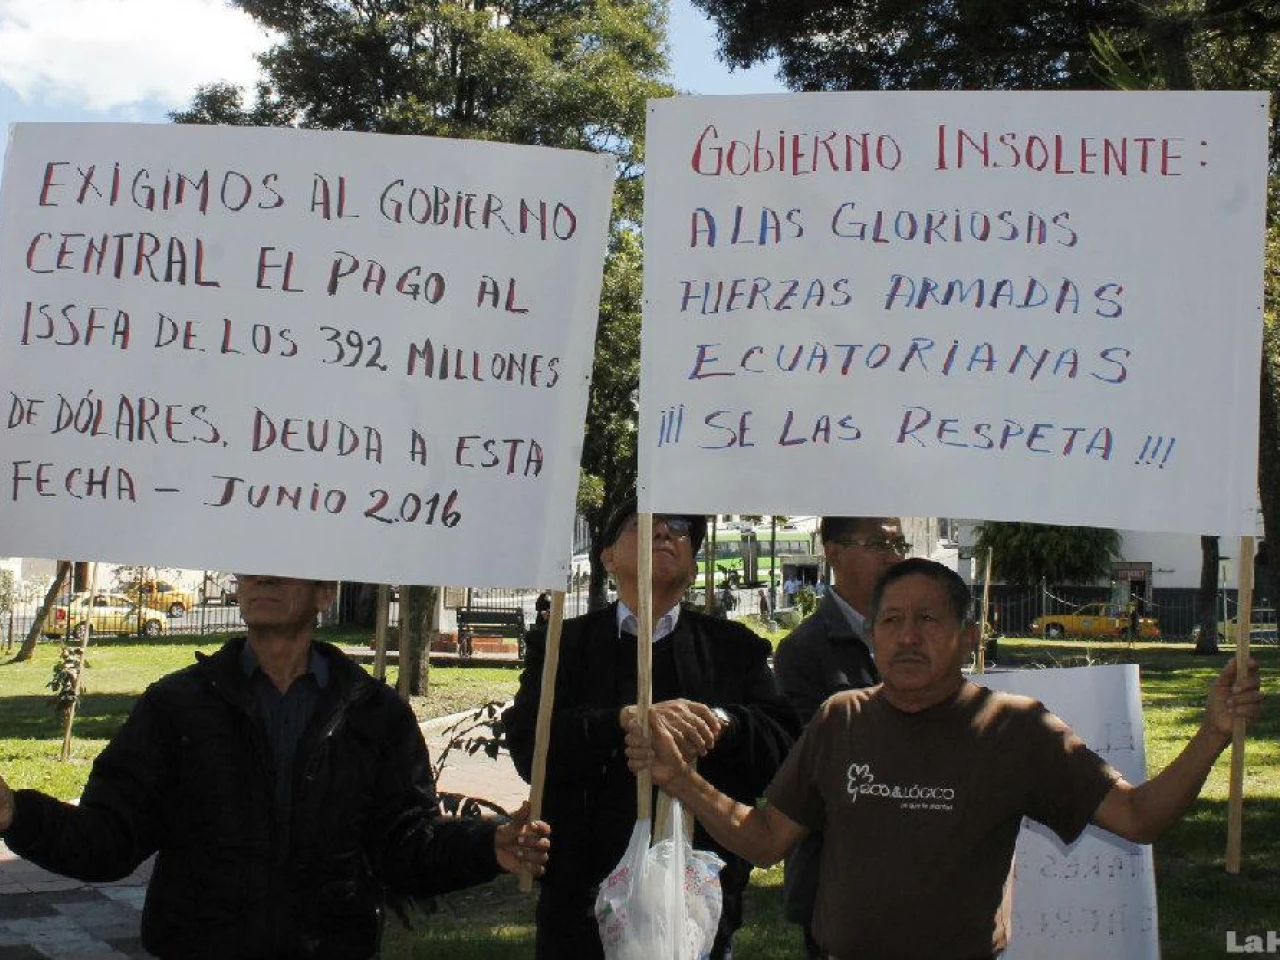 EXIGIMOS AL GOBIERNO
CENTRAL EL PAGO AL
ISSFA DE LOS 392 MILLONES
DE DÓLARES, DEUDA A ESTA
FECHA – JUNIO 2.016
GOBIERNO INSOLENTE:
A LAS GLORIOSAS
FUERZAS ARMADAS
ECUATORIANAS
¡¡¡ SE LAS RESPETA !!!
LaH